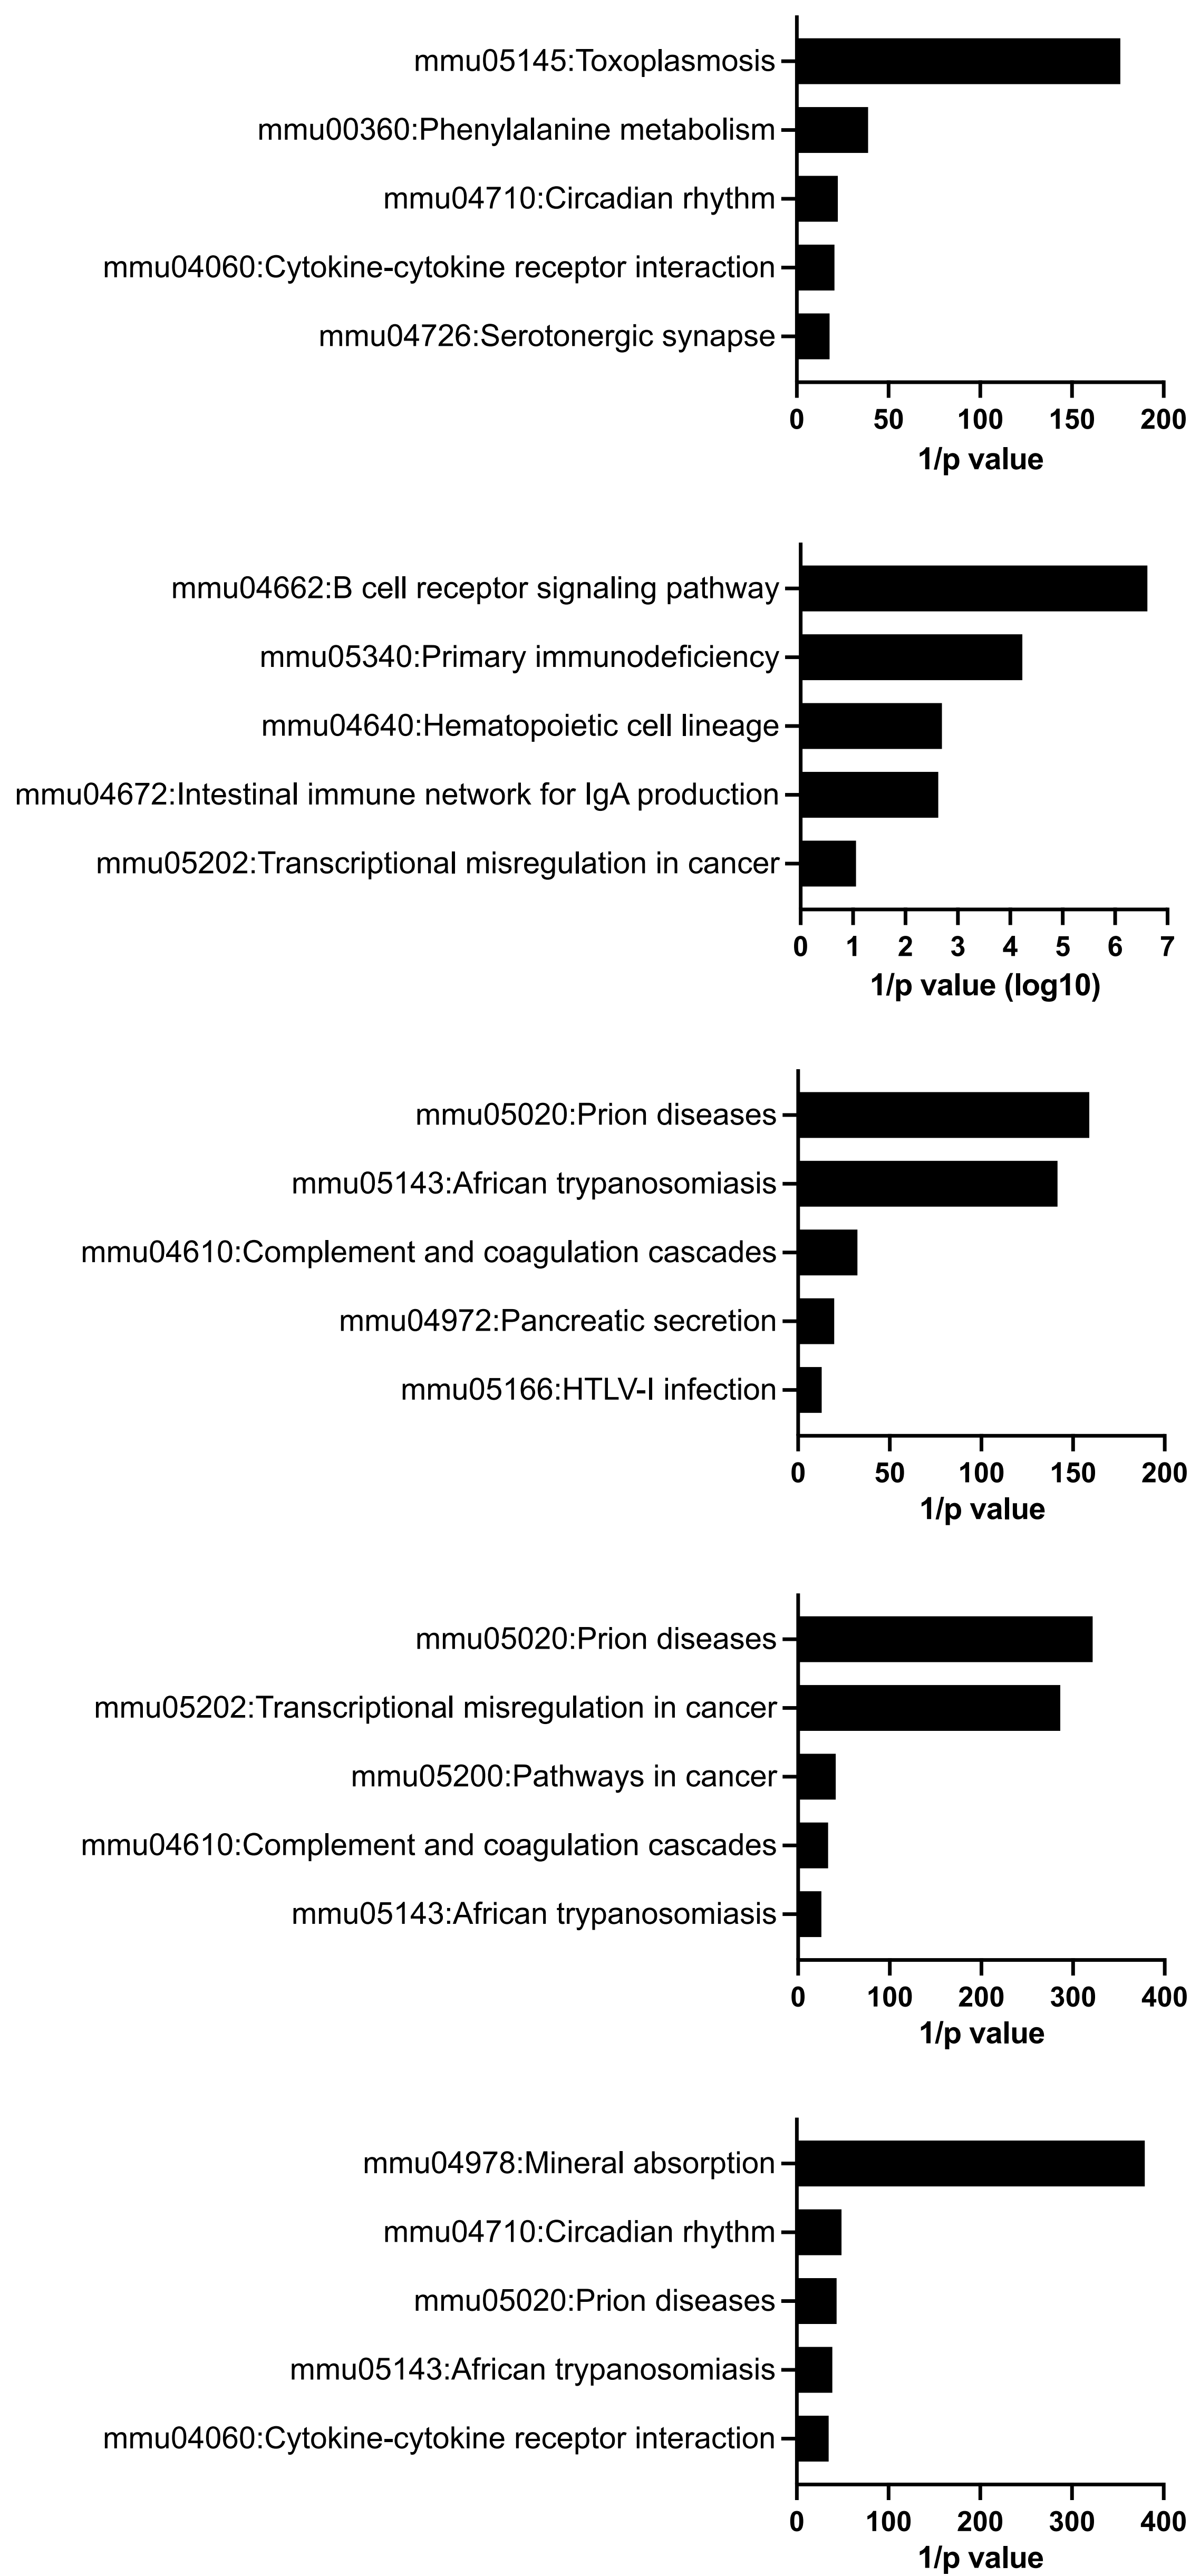 mmu05145:Toxoplasmosis
mmu00360:Phenylalanine metabolism
mmu04710:Circadian rhythm
mmu04060:Cytokine-cytokine receptor interaction
mmu04726:Serotonergic synapse
0 50 100 150 200
1/p value
mmu04662:B cell receptor signaling pathway
mmu05340:Primary immunodeficiency
mmu04640:Hematopoietic cell lineage
mmu04672:Intestinal immune network for IgA production
mmu05202:Transcriptional misregulation in cancer
0 1 2 3 4 5 6 7
1/p value (log10)
mmu05020:Prion diseases
mmu05143:African trypanosomiasis
mmu04610:Complement and coagulation cascades
mmu04972:Pancreatic secretion
mmu05166:HTLV-I infection
0 50 100 150 200
1/p value
mmu05020:Prion diseases
mmu05202:Transcriptional misregulation in cancer
mmu05200:Pathways in cancer
mmu04610:Complement and coagulation cascades
mmu05143:African trypanosomiasis
0 100 200 300 400
1/p value
mmu04978:Mineral absorption
mmu04710:Circadian rhythm
mmu05020:Prion diseases
mmu05143:African trypanosomiasis
mmu04060:Cytokine-cytokine receptor interaction
0 100 200 300 400
1/p value